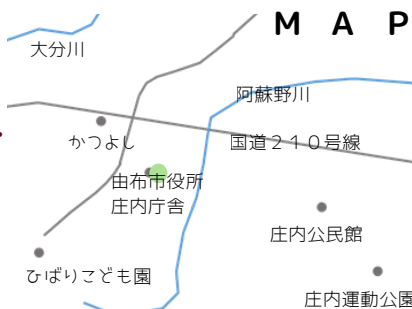 ＭＡＰ
大分川
阿蘇野川
かつよし
国道２１０号線
由布市役所
庄内庁舎
庄内公民館
ひばりこども園
庄内運動公園